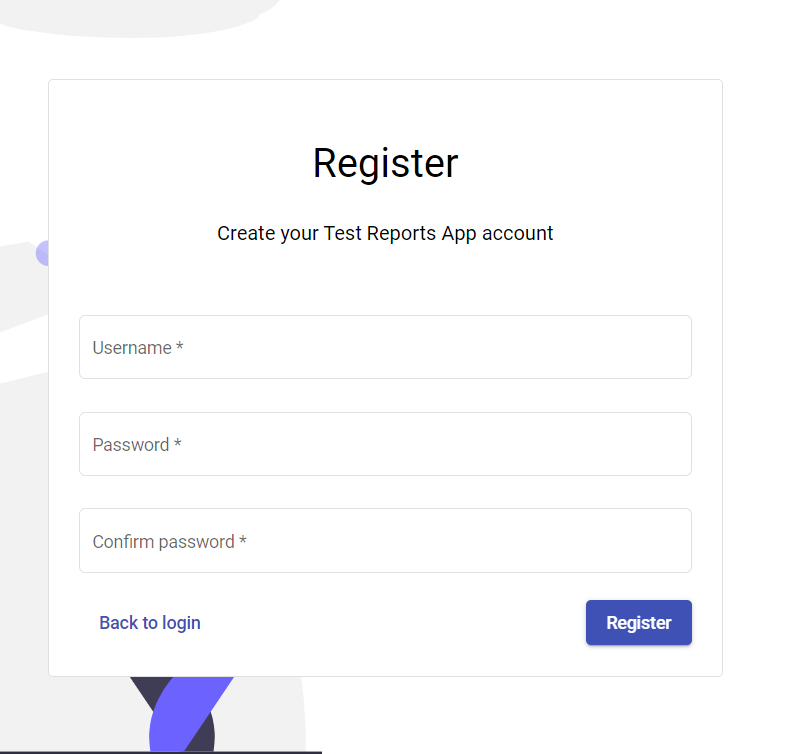 Register
Create your Test Reports App account
Username *
Password *
Confirm password *
Back to login
Register